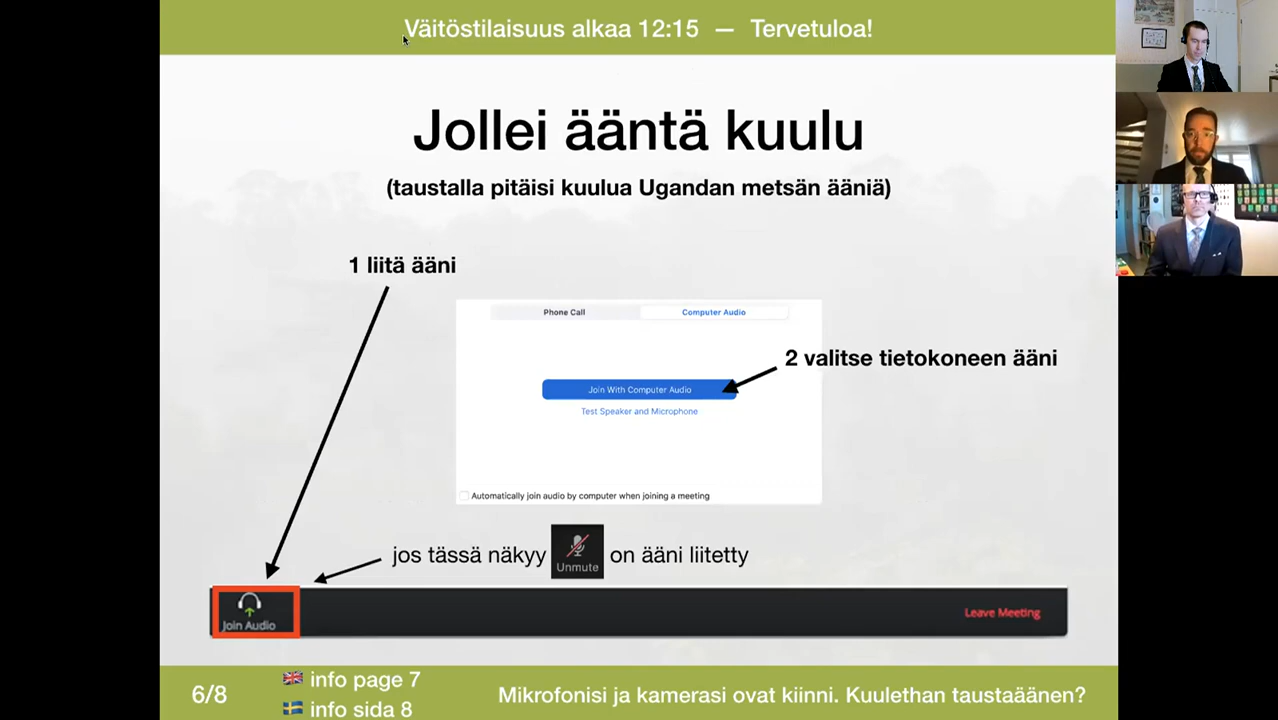 Väitöstilaisuus alkaa 12:15 — Tervetuloa!
Jollei ääntä kuulu
(taustalla pitäisi kuulua Ugandan metsän ääniä)
1 liitä ääni
Phone Call
Computer Audio
2 valitse tietokoneen ääni
Join With Computer Audio
Test Speaker and Microphone
Automatically join audio by computer when joining a meeting
jos tässä näkyy Unmute on ääni liitetty
Join Audio
Leave Meeting
6/8
info page 7
info sida 8
Mikrofonisi ja kamerasi ovat kiinni. Kuulethan taustaäänen?